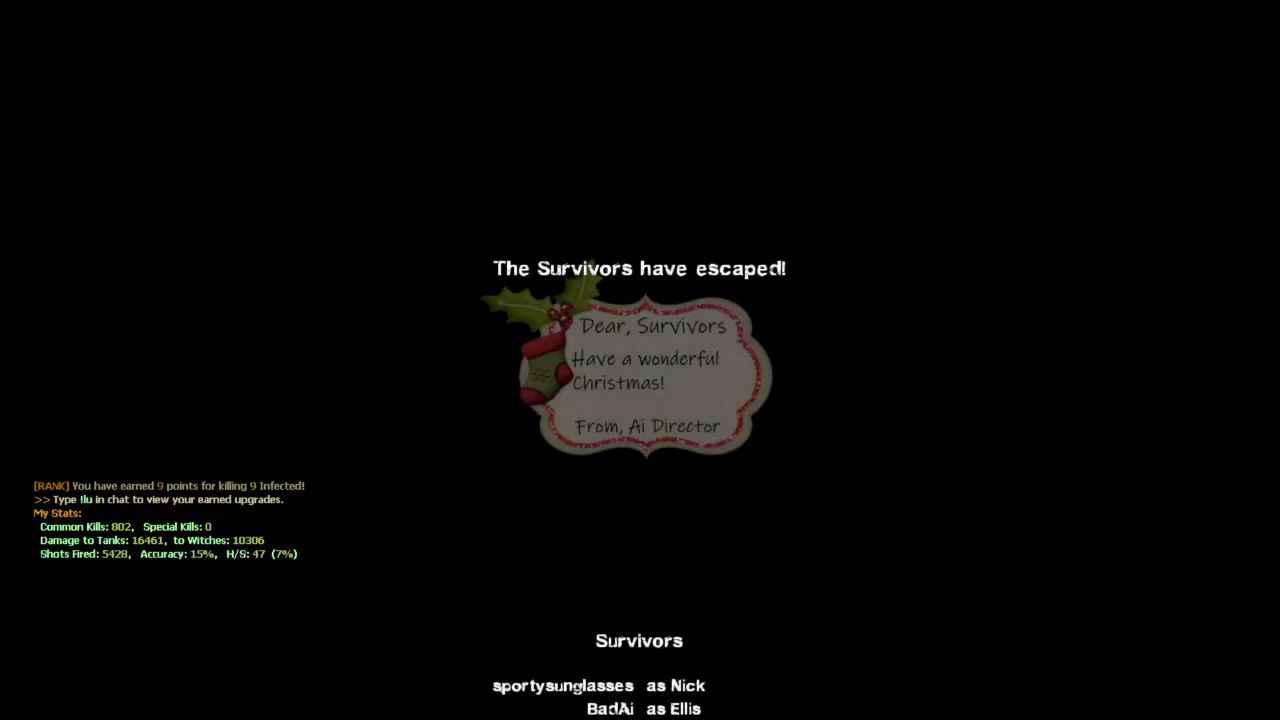 The Survivors have escaped!
Dear, Survivors
Have a wonderful
Christmas!
From, Ai Director
[RANK] You have earned 9 points for killing 9 Infected!
>> Type !lu in chat to view your earned upgrades.
My Stats:
Common Kills: 802, Special Kills: 0
Damage to Tanks: 16461, to Witches: 10306
Shots Fired: 5428, Accuracy: 15%, H/S: 47 (7%)
Survivors
sportysunglasses as Nick
BadAi as Ellis